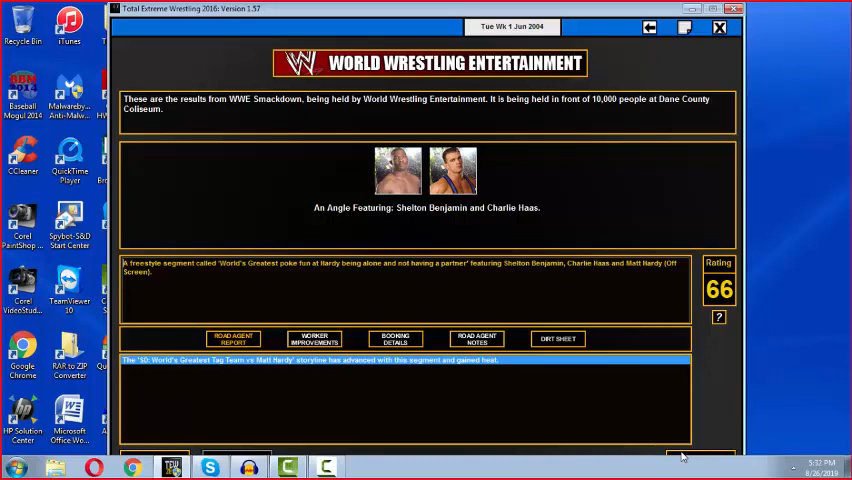 Total Extreme Wrestling 2016: Version 1.57
Tue Wk 1 Jun 2004
WORLD WRESTLING ENTERTAINMENT
These are the results from WWE Smackdown, being held by World Wrestling Entertainment. It is being held in front of 10,000 people at Dane County
Coliseum.
An Angle Featuring: Shelton Benjamin and Charlie Haas.
A freestyle segment called 'World's Greatest poke fun at Hardy being alone and not having a partner' featuring Shelton Benjamin, Charlie Haas and Matt Hardy (Off
Screen).
Rating
66
?
ROAD AGENT
REPORT
WORKER
IMPROVEMENTS
BOOKING
DETAILS
ROAD AGENT
NOTES
DIRT SHEET
The 'SD: World's Greatest Tag Team vs Matt Hardy' storyline has advanced with this segment and gained heat.
Recycle Bin
iTunes
Baseball
Mogul 2014
Malwareby...
Anti-Malw...
CCleaner
QuickTime
Player
Corel
PaintShop ...
Spybot-S&D
Start Center
Corel
VideoStud...
TeamViewer
10
Google
Chrome
RAR to ZIP
Converter
HP Solution
Center
Microsoft
Office Wo...
5:32 PM
8/26/2019